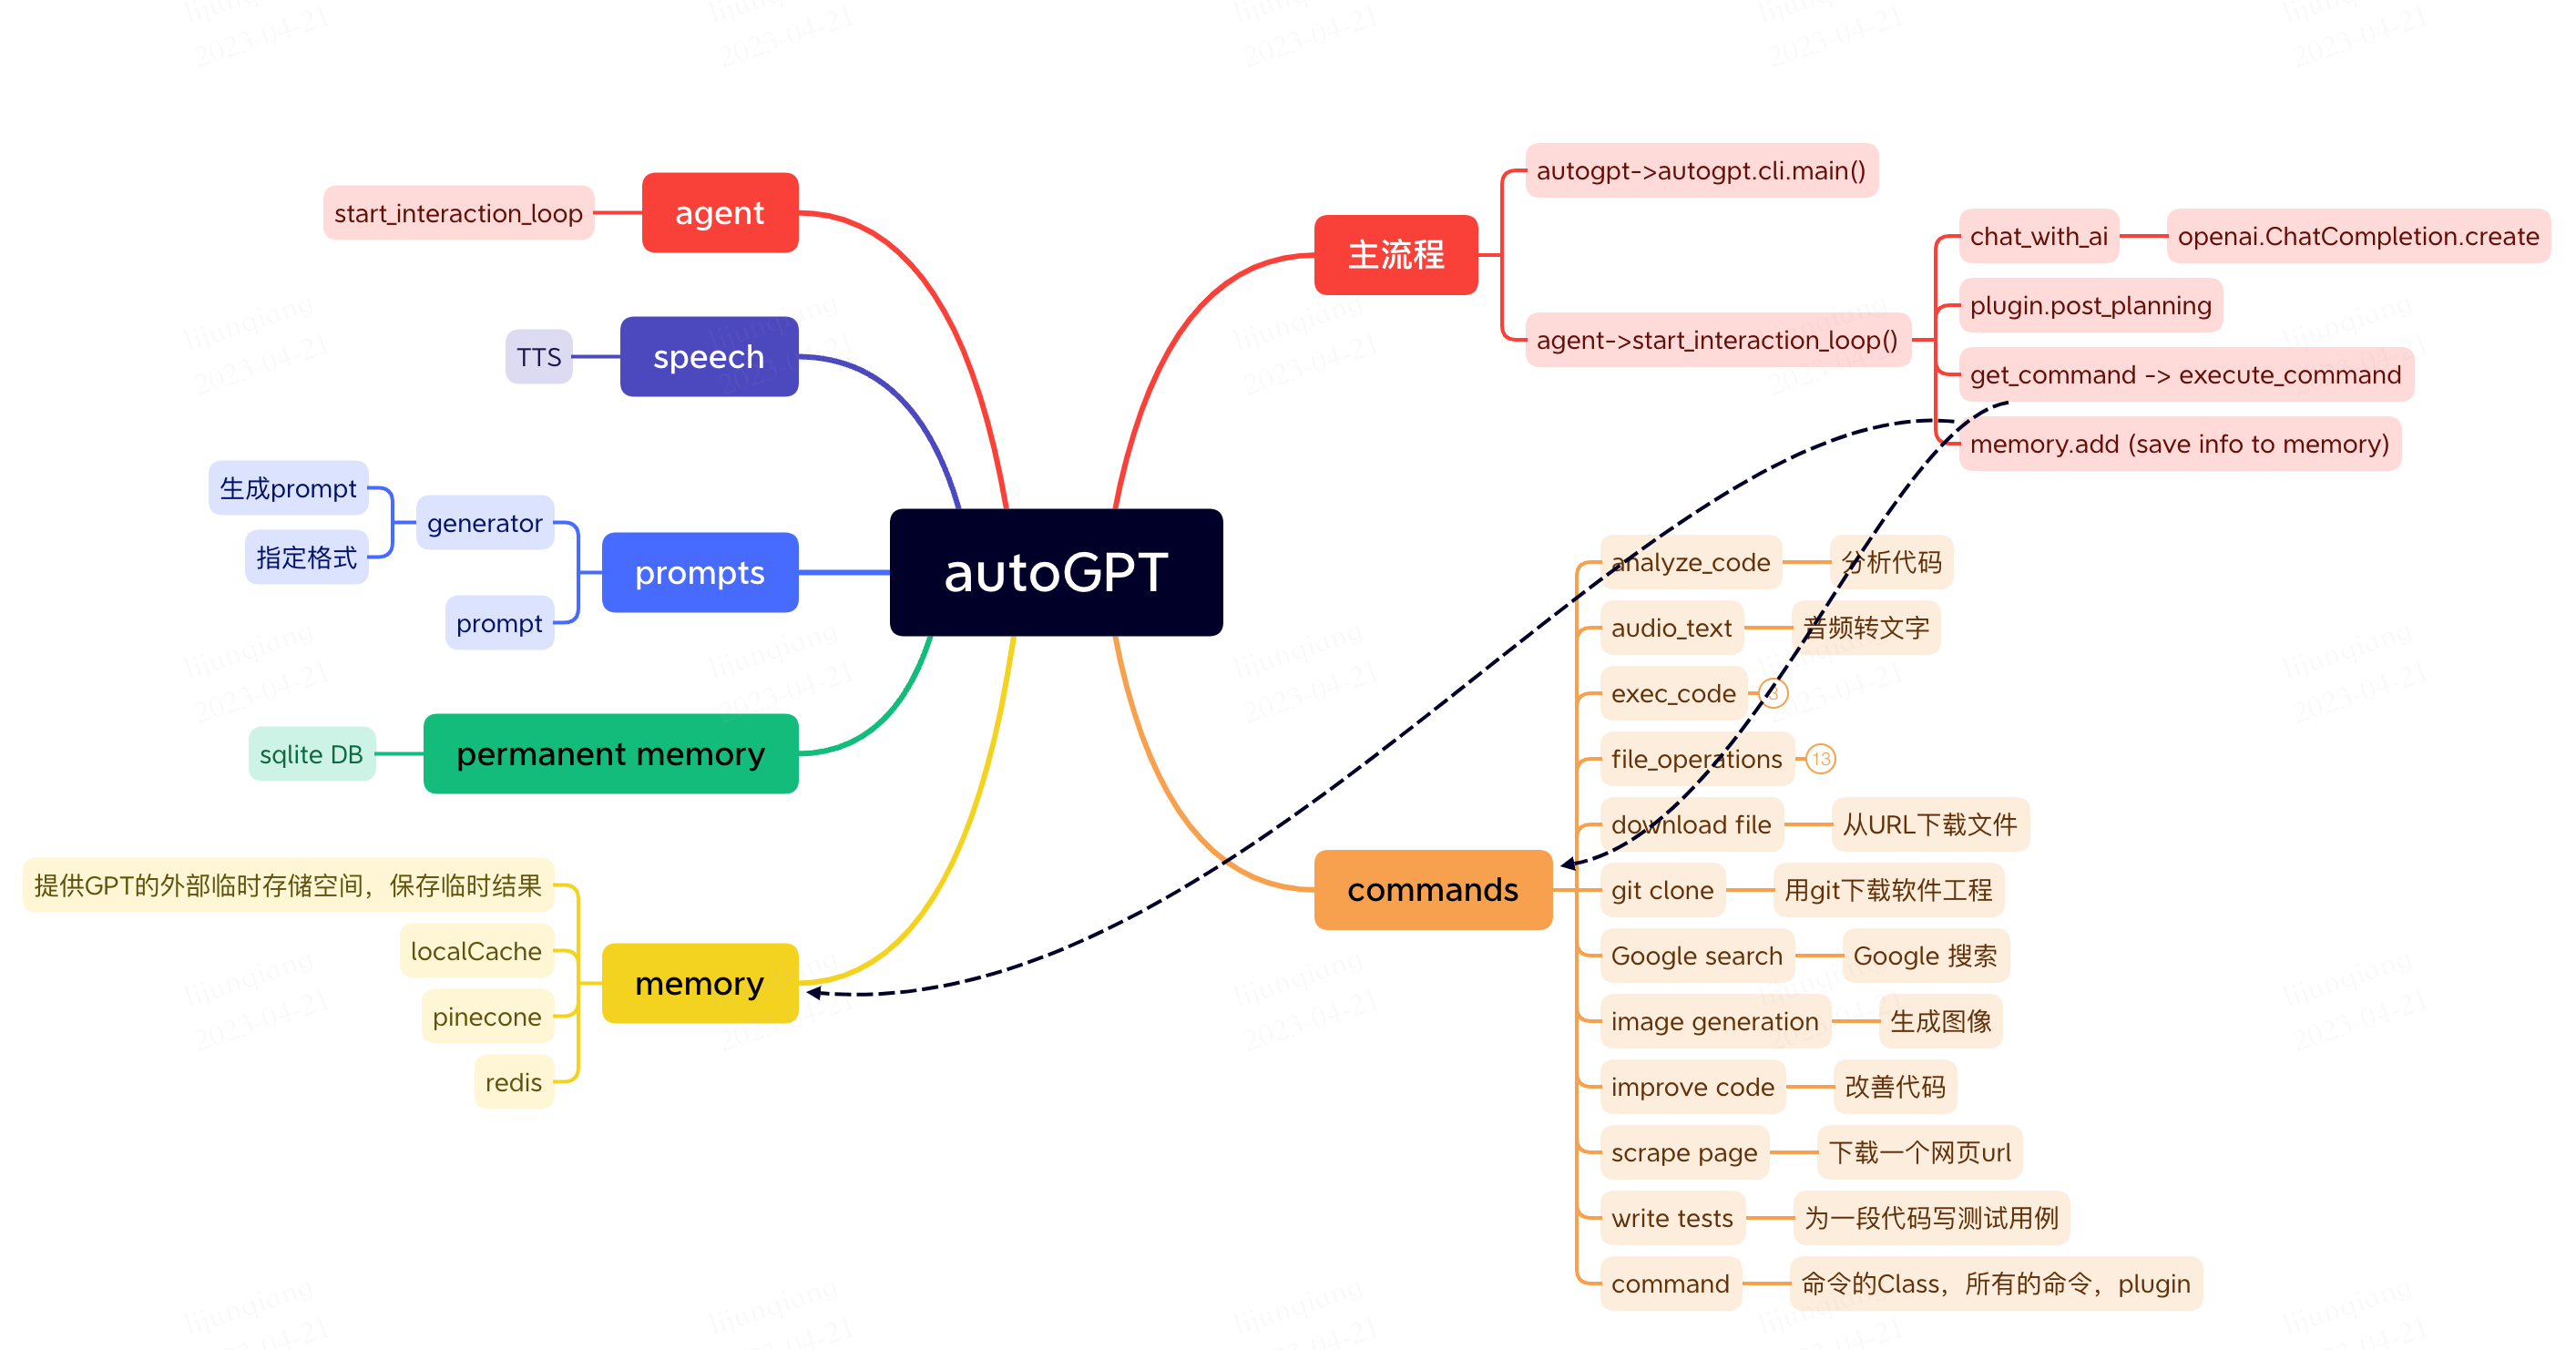 autoGPT
主流程
autogpt->autogpt.cli.main()
agent->start_interaction_loop()
chat_with_ai
openai.ChatCompletion.create
plugin.post_planning
get_command -> execute_command
memory.add (save info to memory)
commands
analyze_code
分析代码
audio_text
音频转文字
exec_code
3
file_operations
13
download file
从URL下载文件
git clone
用git下载软件工程
Google search
Google 搜索
image generation
生成图像
improve code
改善代码
scrape page
下载一个网页url
write tests
为一段代码写测试用例
command
命令的Class，所有的命令，plugin
agent
start_interaction_loop
speech
TTS
prompts
generator
生成prompt
指定格式
prompt
permanent memory
sqlite DB
memory
提供GPT的外部临时存储空间，保存临时结果
localCache
pinecone
redis
lijunqiang
2023-04-21